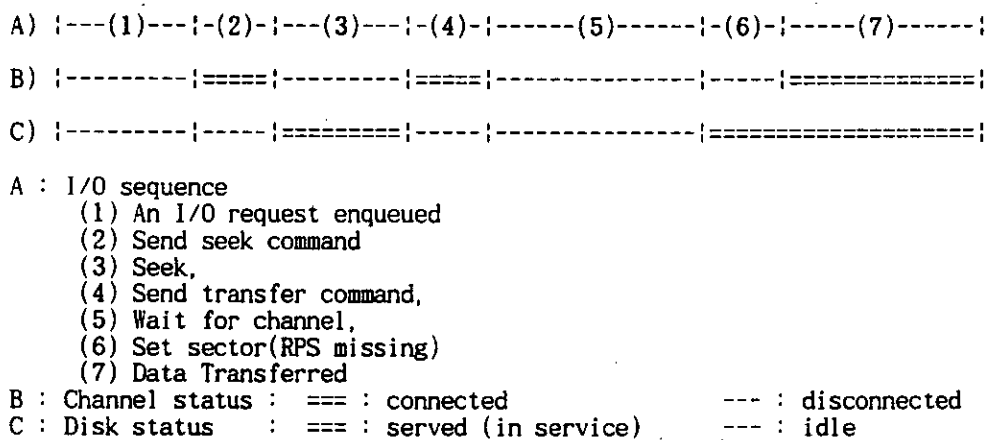 A) ¦---(1)---¦-(2)-¦---(3)---¦-(4)-¦------(5)------¦-(6)-¦-----(7)------¦
B) ¦---------¦=====¦---------¦=====¦---------------¦-----¦==============¦
C) ¦---------¦-----¦=========¦-----¦---------------¦====================¦
A : I/O sequence
(1) An I/O request enqueued
(2) Send seek command
(3) Seek,
(4) Send transfer command,
(5) Wait for channel,
(6) Set sector(RPS missing)
(7) Data Transferred
B : Channel status : === : connected --- : disconnected
C : Disk status : === : served (in service) --- : idle